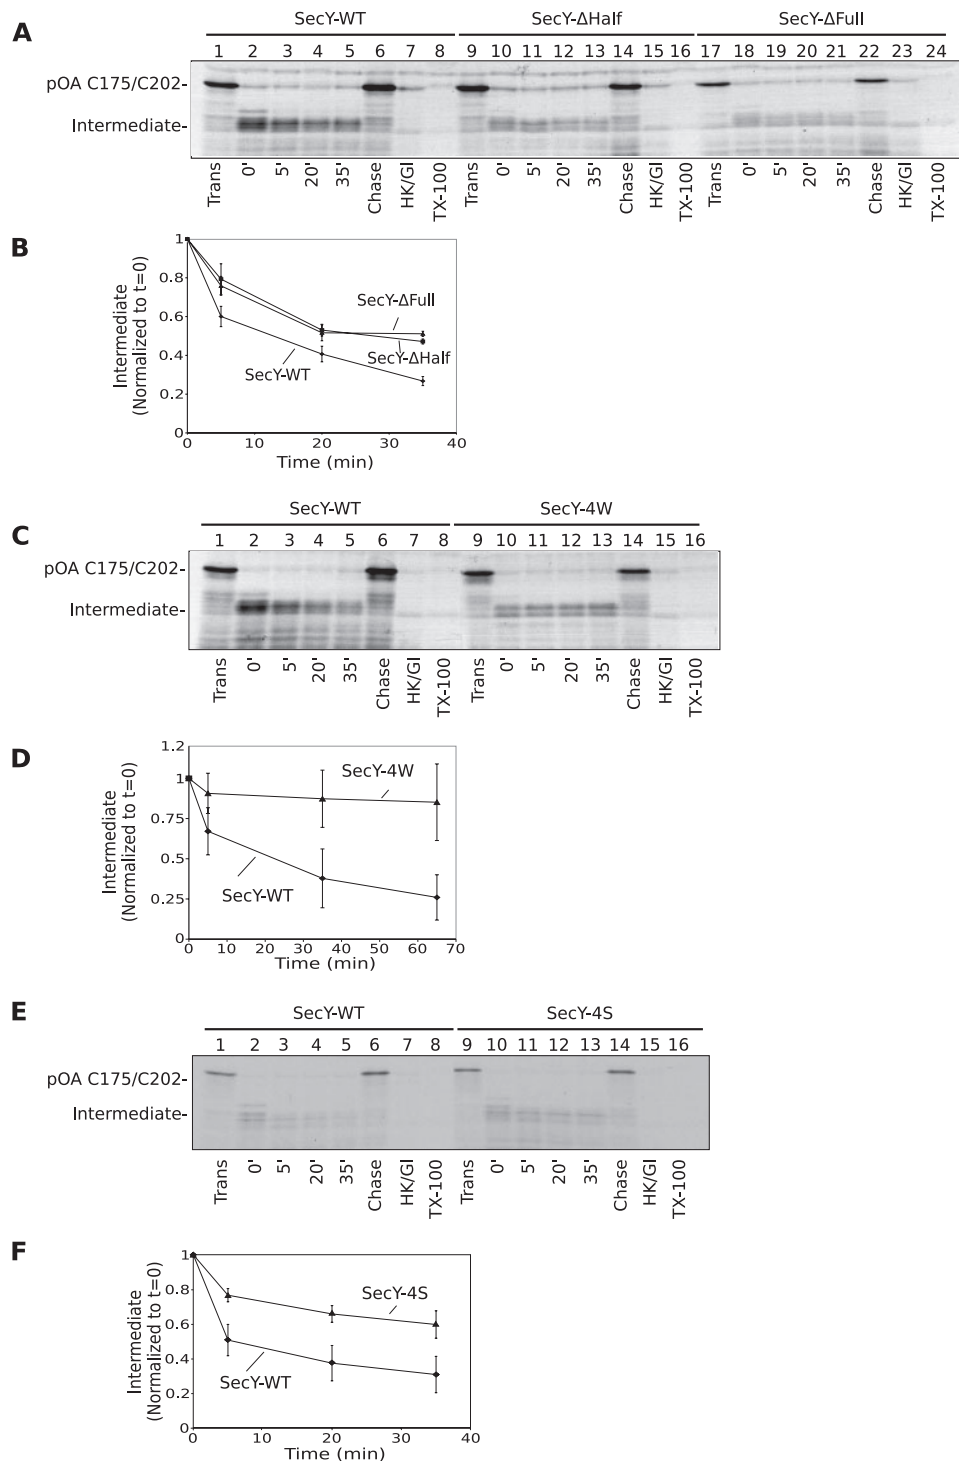 A
SecY-WT SecY-ΔHalf SecY-ΔFull
1 2 3 4 5 6 7 8 9 10 11 12 13 14 15 16 17 18 19 20 21 22 23 24
pOA C175/C202-
Intermediate-
Trans 0' 5' 20' 35' Chase HK/Gl TX-100 Trans 0' 5' 20' 35' Chase HK/Gl TX-100 Trans 0' 5' 20' 35' Chase HK/Gl TX-100
B
Intermediate
(Normalized to t=0)
1
0.8
0.6
0.4
0.2
0
SecY-ΔFull
SecY-ΔHalf
SecY-WT
0 10 20 30 40
Time (min)
C
SecY-WT SecY-4W
1 2 3 4 5 6 7 8 9 10 11 12 13 14 15 16
pOA C175/C202-
Intermediate-
Trans 0' 5' 20' 35' Chase HK/Gl TX-100 Trans 0' 5' 20' 35' Chase HK/Gl TX-100
D
Intermediate
(Normalized to t=0)
1.2
1
0.75
0.5
0.25
0
SecY-4W
SecY-WT
0 10 20 30 40 50 60 70
Time (min)
E
SecY-WT SecY-4S
1 2 3 4 5 6 7 8 9 10 11 12 13 14 15 16
pOA C175/C202-
Intermediate-
Trans 0' 5' 20' 35' Chase HK/Gl TX-100 Trans 0' 5' 20' 35' Chase HK/Gl TX-100
F
Intermediate
(Normalized to t=0)
1
0.8
0.6
0.4
0.2
0
SecY-4S
SecY-WT
0 10 20 30 40
Time (min)